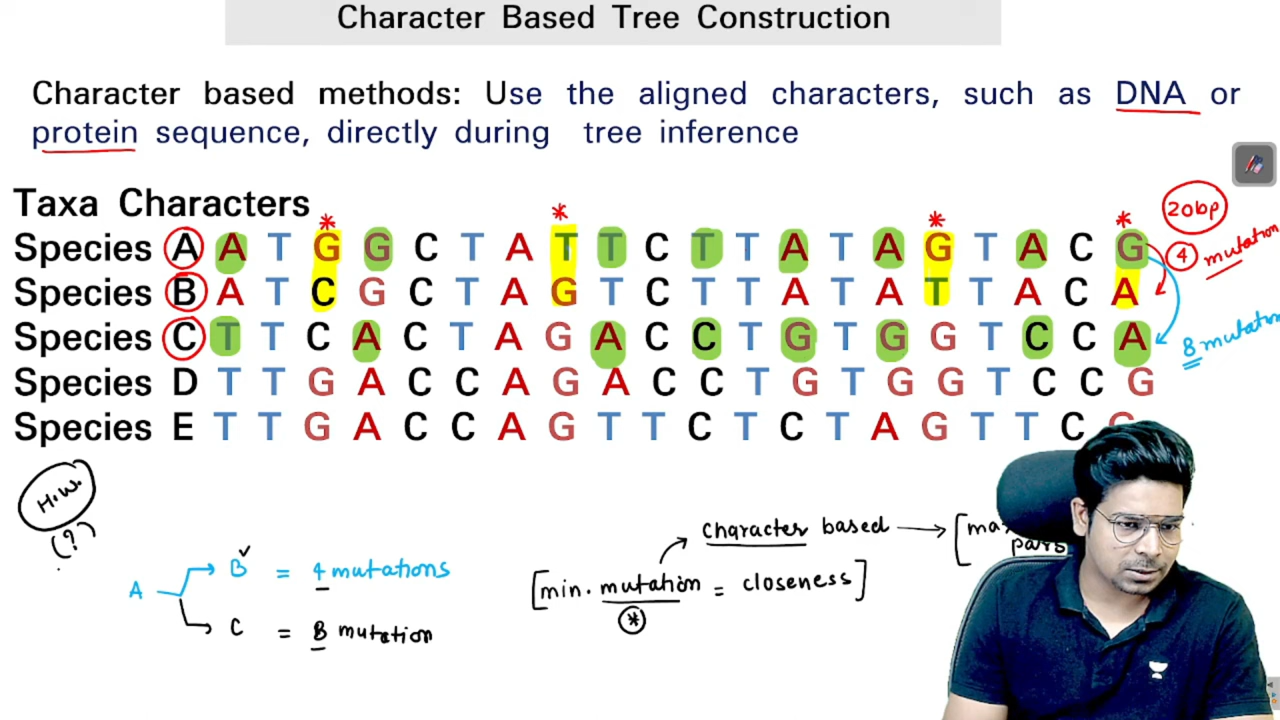 Character Based Tree Construction
Character based methods: Use the aligned characters, such as DNA or
protein sequence, directly during tree inference
Taxa Characters
* * * *
20bp
Species A A T G G C T A T T C T T A T A G T A C G
4 mutation
Species B A T C G C T A G T C T T A T A T T A C A
Species C T T C A C T A G A C C T G T G G T C C A
8 mutation
Species D T T G A C C A G A C C T G T G G T C C G
Species E T T G A C C A G T T C T C T A G T T C
H.W.
(?)
character based → [
pars
A B ✓ = 4 mutations
[min. mutation = closeness]
*
C = 8 mutation